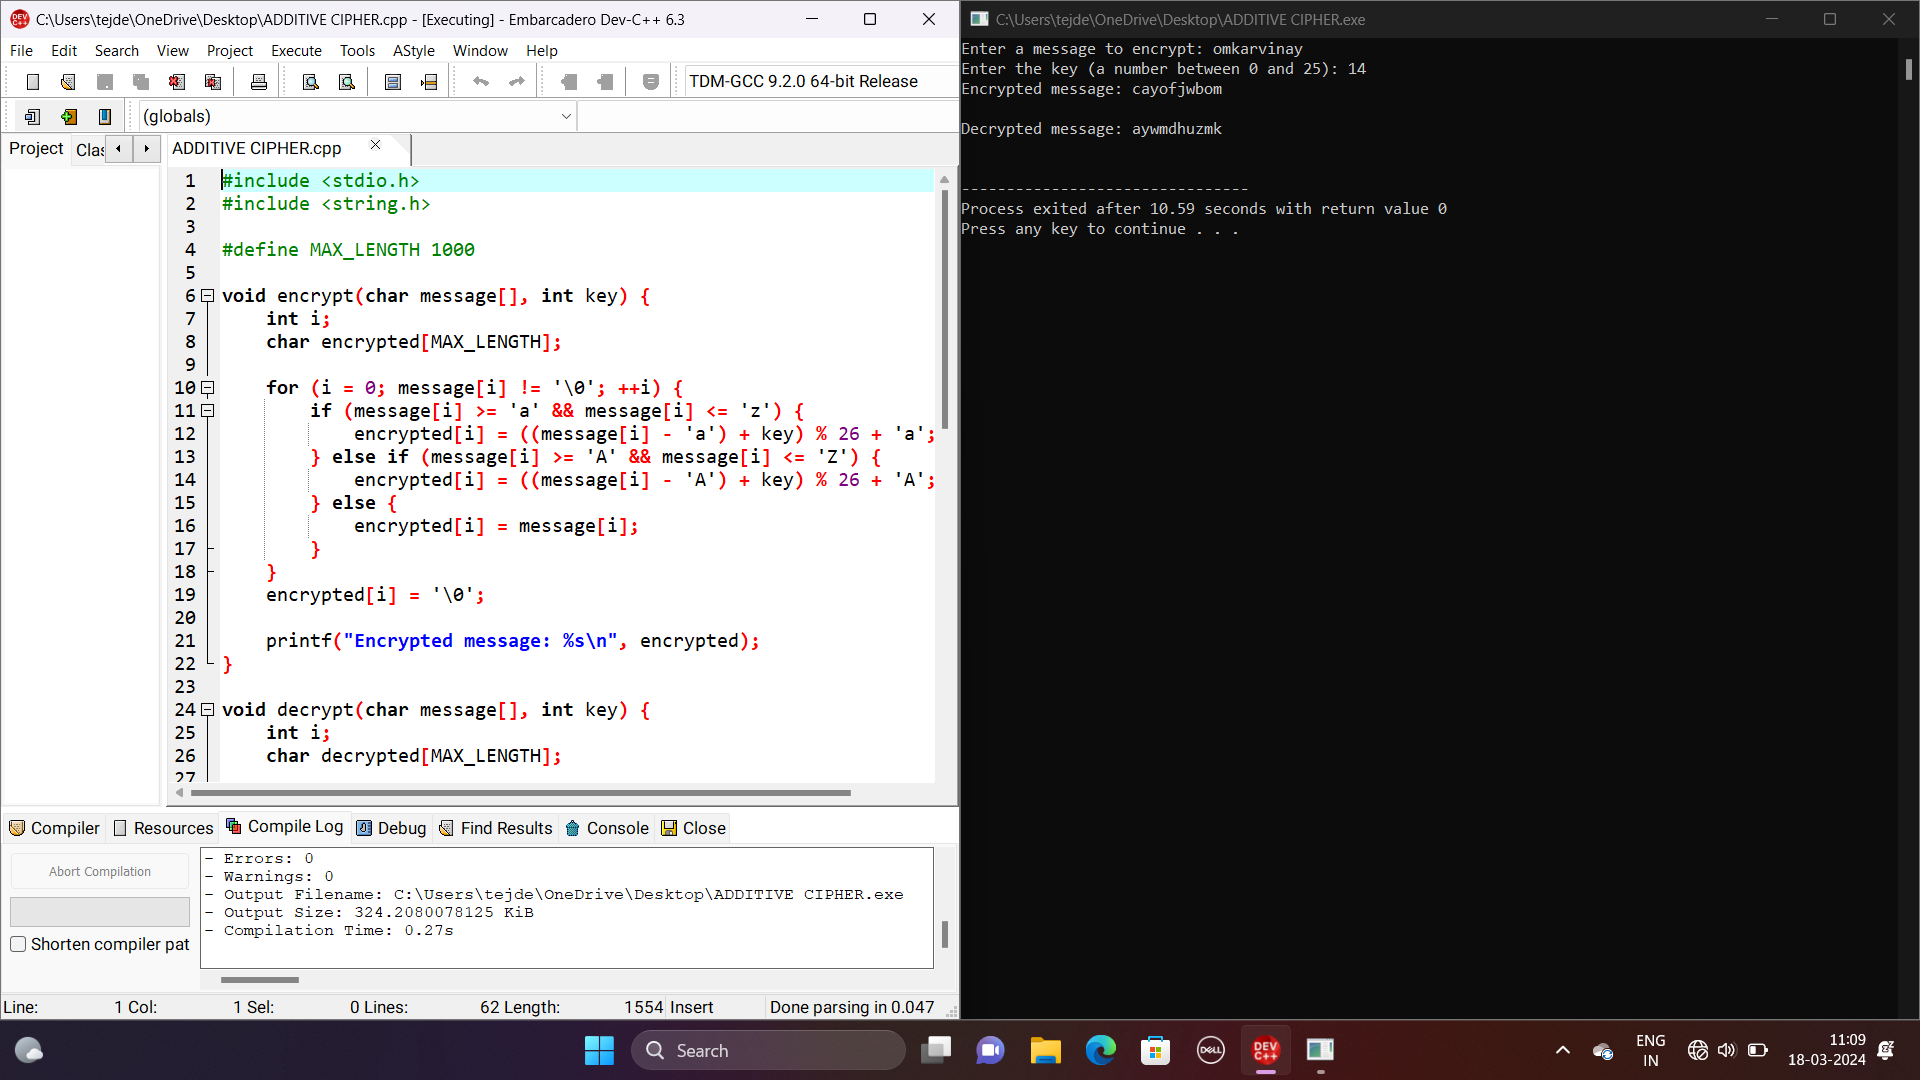 C:\Users\tejde\OneDrive\Desktop\ADDITIVE CIPHER.cpp - [Executing] - Embarcadero Dev-C++ 6.3
File Edit Search View Project Execute Tools AStyle Window Help
TDM-GCC 9.2.0 64-bit Release
(globals)
Project Clas ADDITIVE CIPHER.cpp
1 #include <stdio.h>
2 #include <string.h>
3
4 #define MAX_LENGTH 1000
5
6 void encrypt(char message[], int key) {
7 int i;
8 char encrypted[MAX_LENGTH];
9
10 for (i = 0; message[i] != '\0'; ++i) {
11 if (message[i] >= 'a' && message[i] <= 'z') {
12 encrypted[i] = ((message[i] - 'a') + key) % 26 + 'a';
13 } else if (message[i] >= 'A' && message[i] <= 'Z') {
14 encrypted[i] = ((message[i] - 'A') + key) % 26 + 'A';
15 } else {
16 encrypted[i] = message[i];
17 }
18 }
19 encrypted[i] = '\0';
20
21 printf("Encrypted message: %s\n", encrypted);
22 }
23
24 void decrypt(char message[], int key) {
25 int i;
26 char decrypted[MAX_LENGTH];
27
Compiler Resources Compile Log Debug Find Results Console Close
Abort Compilation
Shorten compiler pat
- Errors: 0
- Warnings: 0
- Output Filename: C:\Users\tejde\OneDrive\Desktop\ADDITIVE CIPHER.exe
- Output Size: 324.2080078125 KiB
- Compilation Time: 0.27s
Line: 1 Col: 1 Sel: 0 Lines: 62 Length: 1554 Insert Done parsing in 0.047
C:\Users\tejde\OneDrive\Desktop\ADDITIVE CIPHER.exe
Enter a message to encrypt: omkarvinay
Enter the key (a number between 0 and 25): 14
Encrypted message: cayofjwbom
Decrypted message: aywmdhuzmk
--------------------------------
Process exited after 10.59 seconds with return value 0
Press any key to continue . . .
Search
DELL
DEV C++
ENG
IN
11:09
18-03-2024